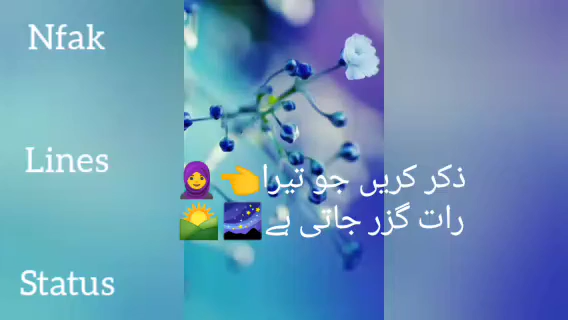 Nfak
Lines
Status
ذکر کریں جو تیرا👈🧕
رات گزر جاتی ہے🌌🌄